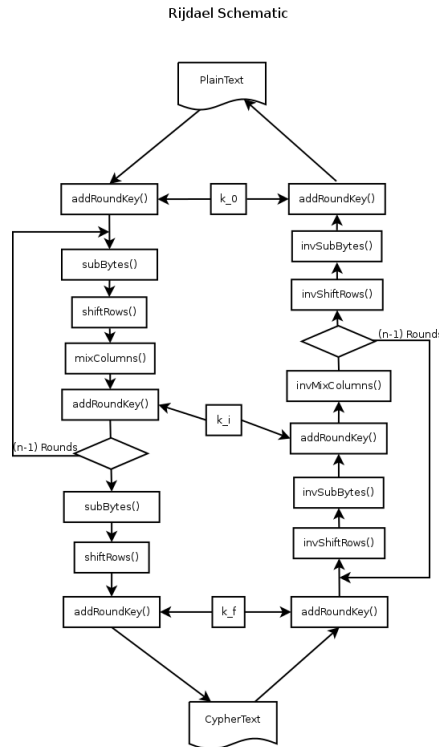 Rijdael Schematic
PlainText
addRoundKey()
k_0
addRoundKey()
subBytes()
invSubBytes()
shiftRows()
invShiftRows()
mixColumns()
(n-1) Rounds
addRoundKey()
invMixColumns()
k_i
addRoundKey()
(n-1) Rounds
subBytes()
invSubBytes()
shiftRows()
invShiftRows()
addRoundKey()
k_f
addRoundKey()
CypherText